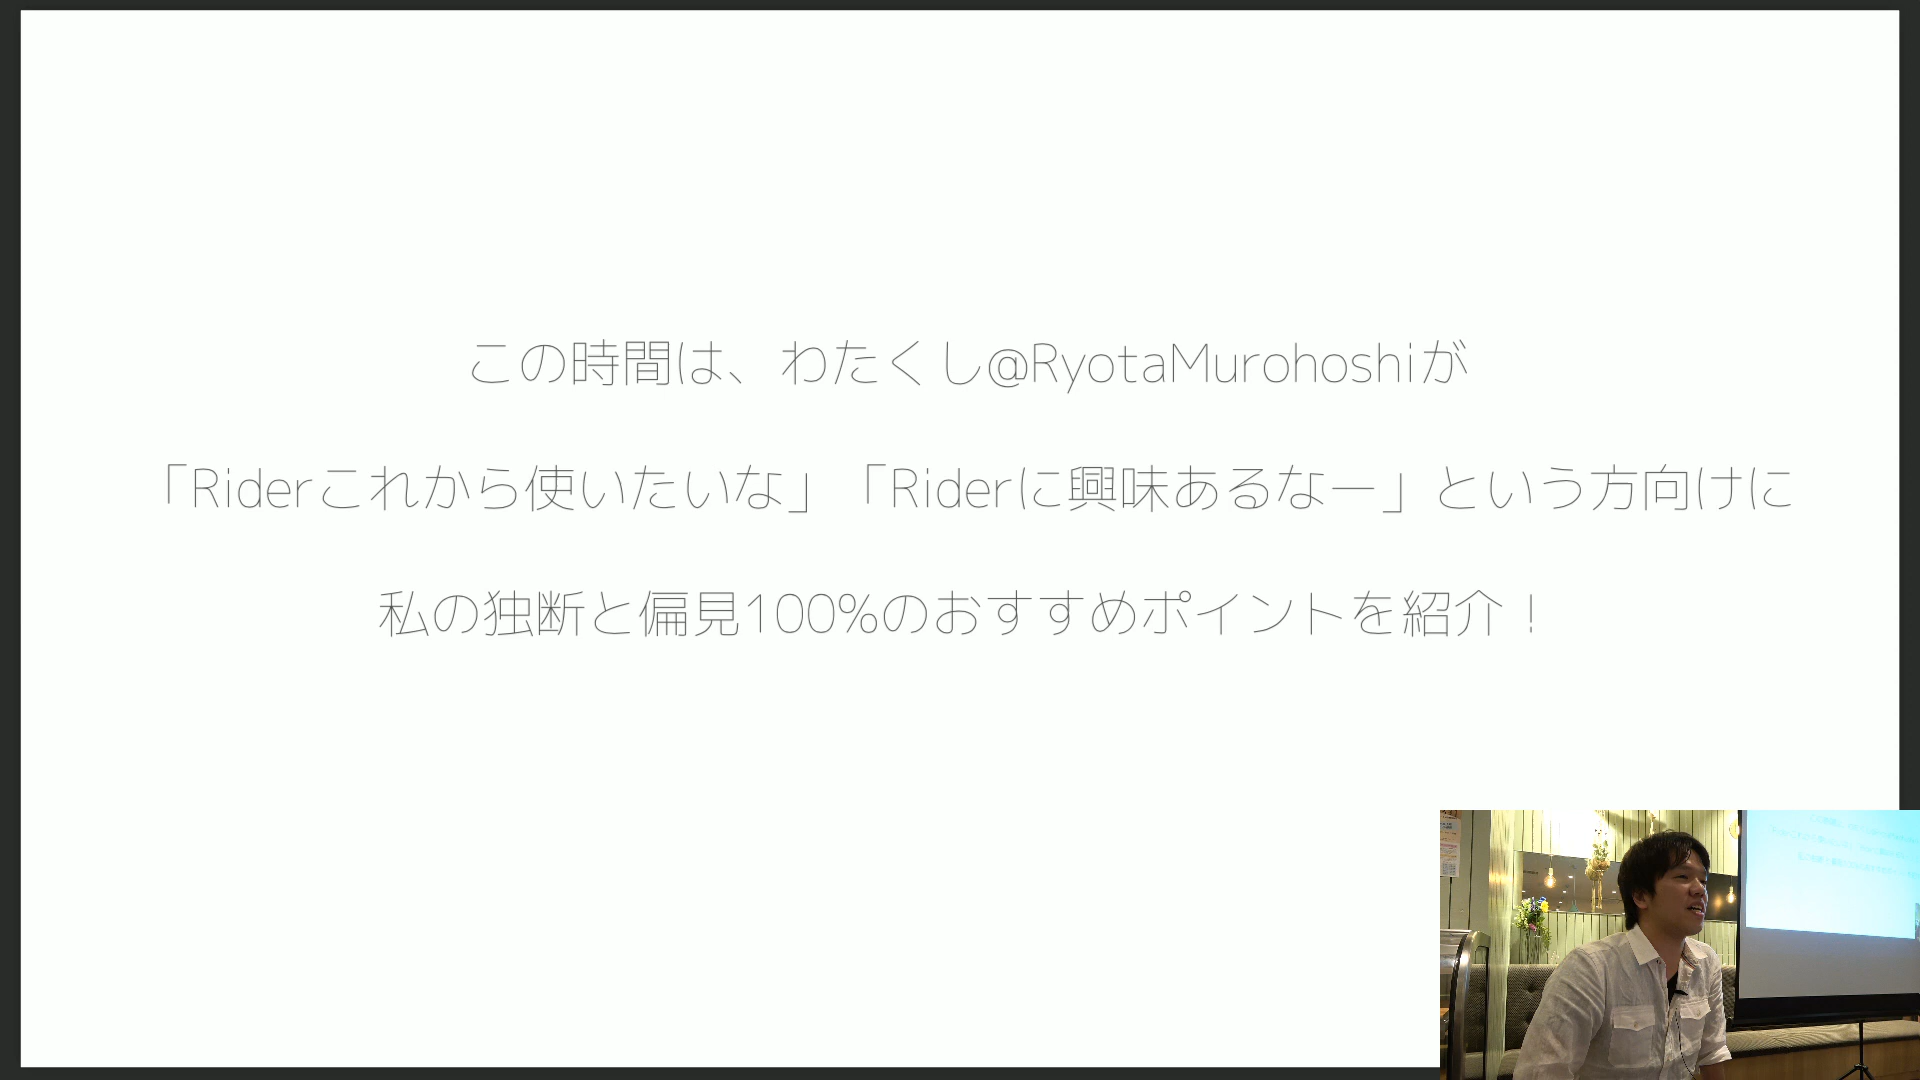 この時間は、わたくし@RyotaMurohoshiが
「Riderこれから使いたいな」「Riderに興味あるなー」という方向けに
私の独断と偏見100%のおすすめポイントを紹介！